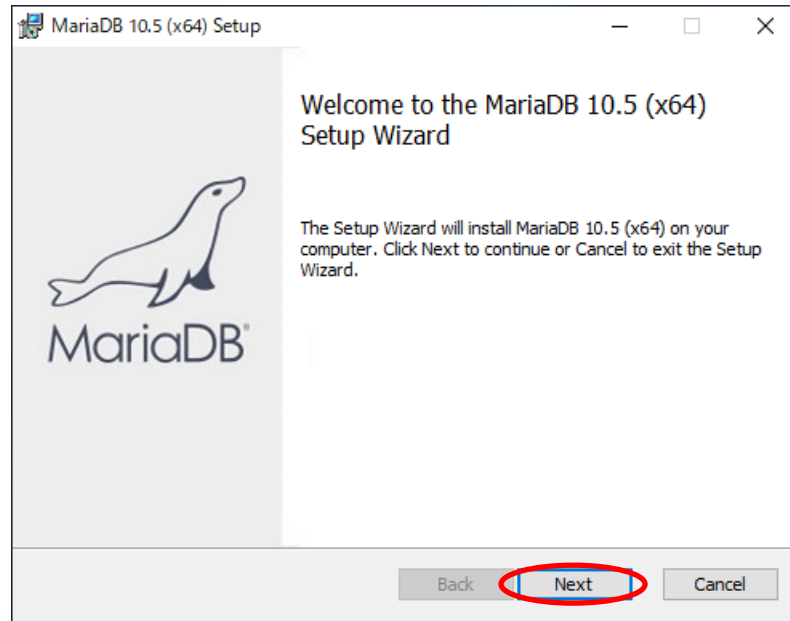 MariaDB 10.5 (x64) Setup
Welcome to the MariaDB 10.5 (x64)
Setup Wizard
The Setup Wizard will install MariaDB 10.5 (x64) on your
computer. Click Next to continue or Cancel to exit the Setup
Wizard.
MariaDB®
Back Next Cancel